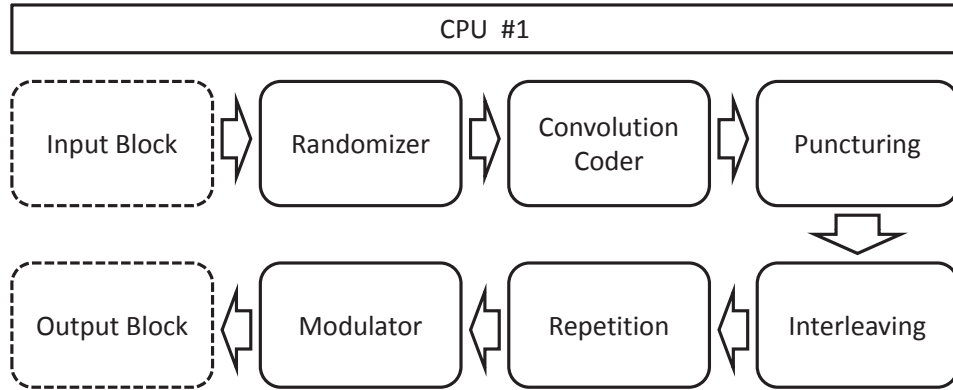 CPU #1
Input Block
Randomizer
Convolution
Coder
Puncturing
Interleaving
Repetition
Modulator
Output Block